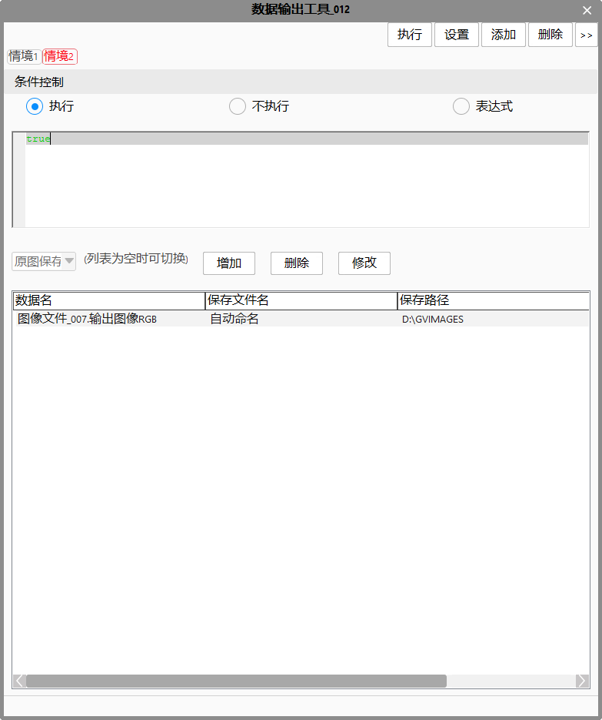 数据输出工具_012
执行 设置 添加 删除 >>
情境1 情境2
条件控制
执行 不执行 表达式
true
原图保存 (列表为空时可切换) 增加 删除 修改
数据名 保存文件名 保存路径
图像文件_007.输出图像RGB 自动命名 D:\GVIMAGES